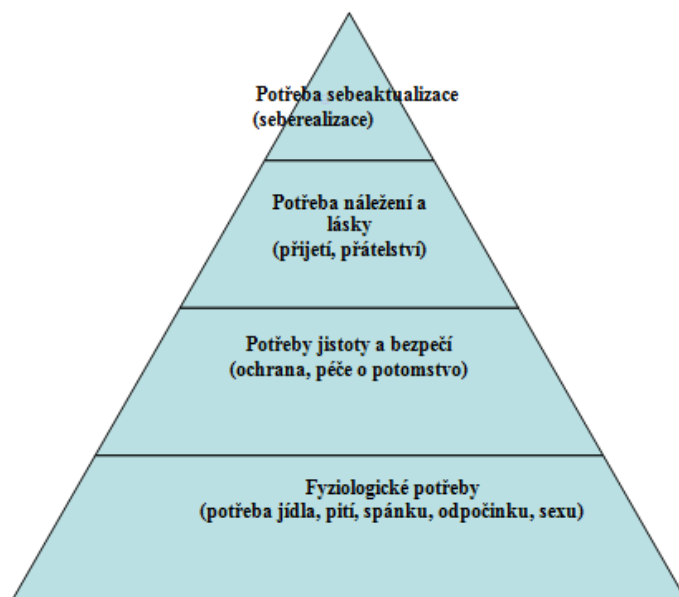 Potřeba sebeaktualizace
(seberealizace)
Potřeba náležení a
lásky
(přijetí, přátelství)
Potřeby jistoty a bezpečí
(ochrana, péče o potomstvo)
Fyziologické potřeby
(potřeba jídla, pití, spánku, odpočinku, sexu)